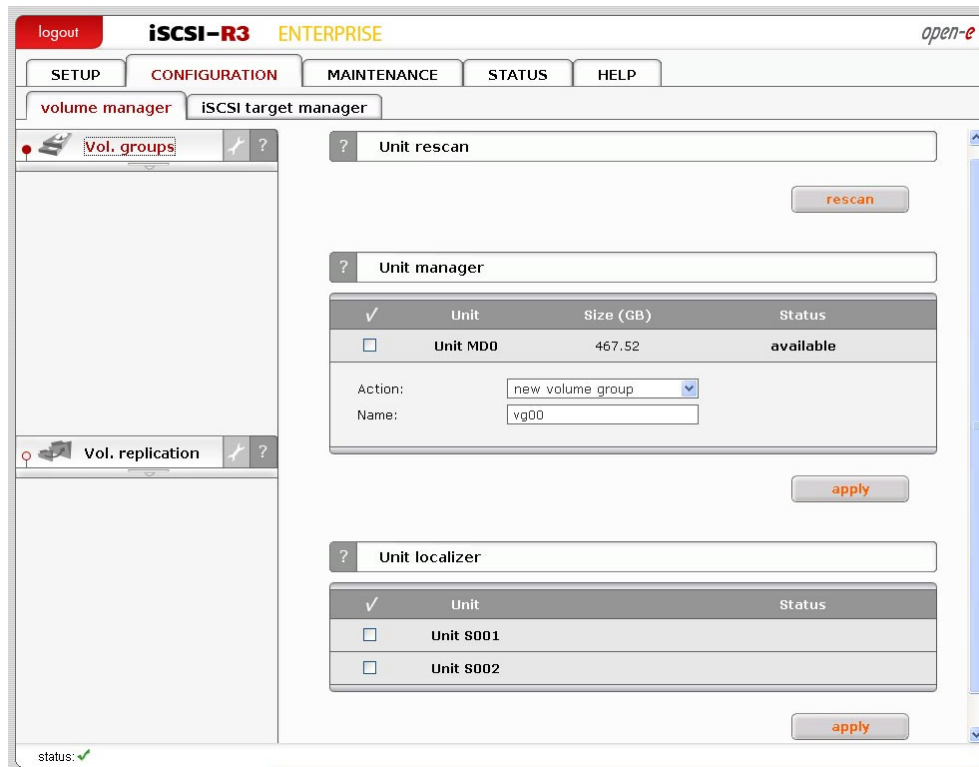 logout iSCSI-R3 ENTERPRISE open-e
SETUP CONFIGURATION MAINTENANCE STATUS HELP
volume manager iSCSI target manager
Vol. groups ?
? Unit rescan
rescan
? Unit manager
Unit Size (GB) Status
Unit MD0 467.52 available
Action: new volume group
Name: vg00
Vol. replication ?
apply
? Unit localizer
Unit Status
Unit S001
Unit S002
apply
status: